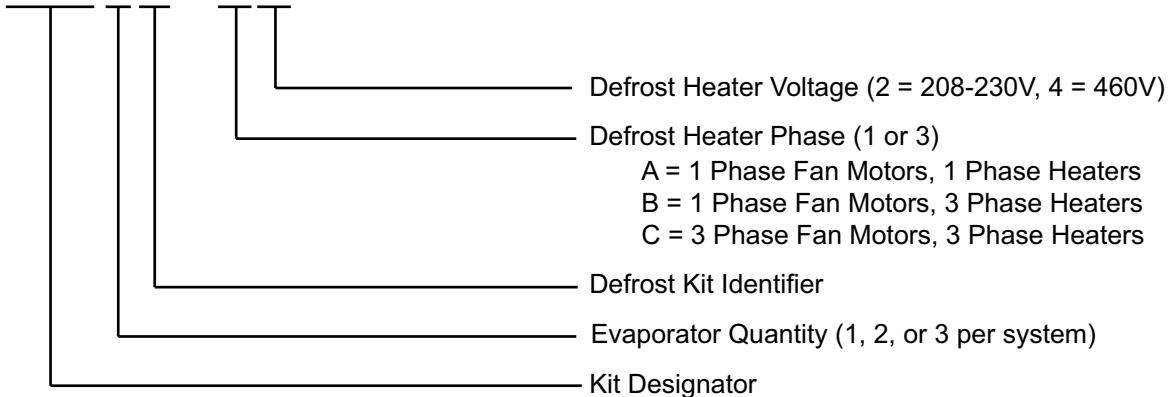 Defrost Heater Voltage (2 = 208-230V, 4 = 460V)
Defrost Heater Phase (1 or 3)
A = 1 Phase Fan Motors, 1 Phase Heaters
B = 1 Phase Fan Motors, 3 Phase Heaters
C = 3 Phase Fan Motors, 3 Phase Heaters
Defrost Kit Identifier
Evaporator Quantity (1, 2, or 3 per system)
Kit Designator